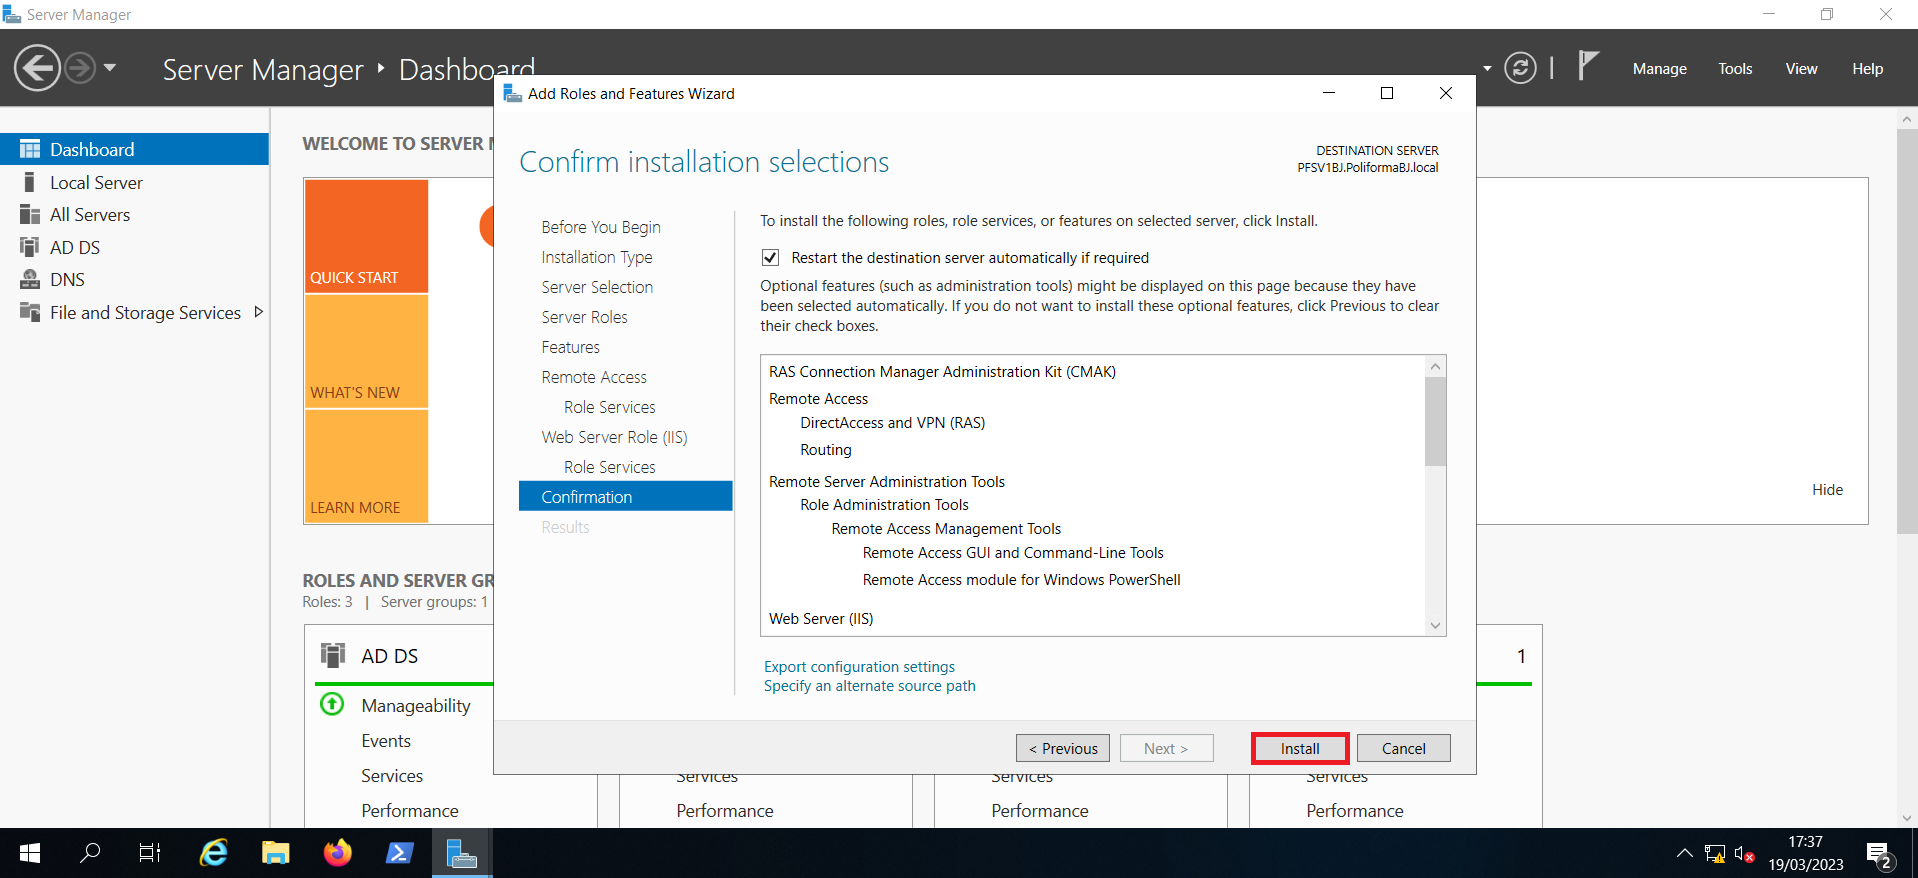 Server Manager
Server Manager ‣ Dashboard
Manage Tools View Help
Dashboard
Local Server
All Servers
AD DS
DNS
File and Storage Services
WELCOME TO SERVER
QUICK START
WHAT'S NEW
LEARN MORE
Hide
ROLES AND SERVER GR
Roles: 3 | Server groups: 1
AD DS
Manageability
Events
Services
Performance
Services
Performance
Services
Performance
1
Services
Performance
Add Roles and Features Wizard
Confirm installation selections
DESTINATION SERVER
PFSV1BJ.PoliformaBJ.local
Before You Begin
Installation Type
Server Selection
Server Roles
Features
Remote Access
Role Services
Web Server Role (IIS)
Role Services
Confirmation
Results
To install the following roles, role services, or features on selected server, click Install.
Restart the destination server automatically if required
Optional features (such as administration tools) might be displayed on this page because they have
been selected automatically. If you do not want to install these optional features, click Previous to clear
their check boxes.
RAS Connection Manager Administration Kit (CMAK)
Remote Access
DirectAccess and VPN (RAS)
Routing
Remote Server Administration Tools
Role Administration Tools
Remote Access Management Tools
Remote Access GUI and Command-Line Tools
Remote Access module for Windows PowerShell
Web Server (IIS)
Export configuration settings
Specify an alternate source path
< Previous Next > Install Cancel
17:37
19/03/2023
2